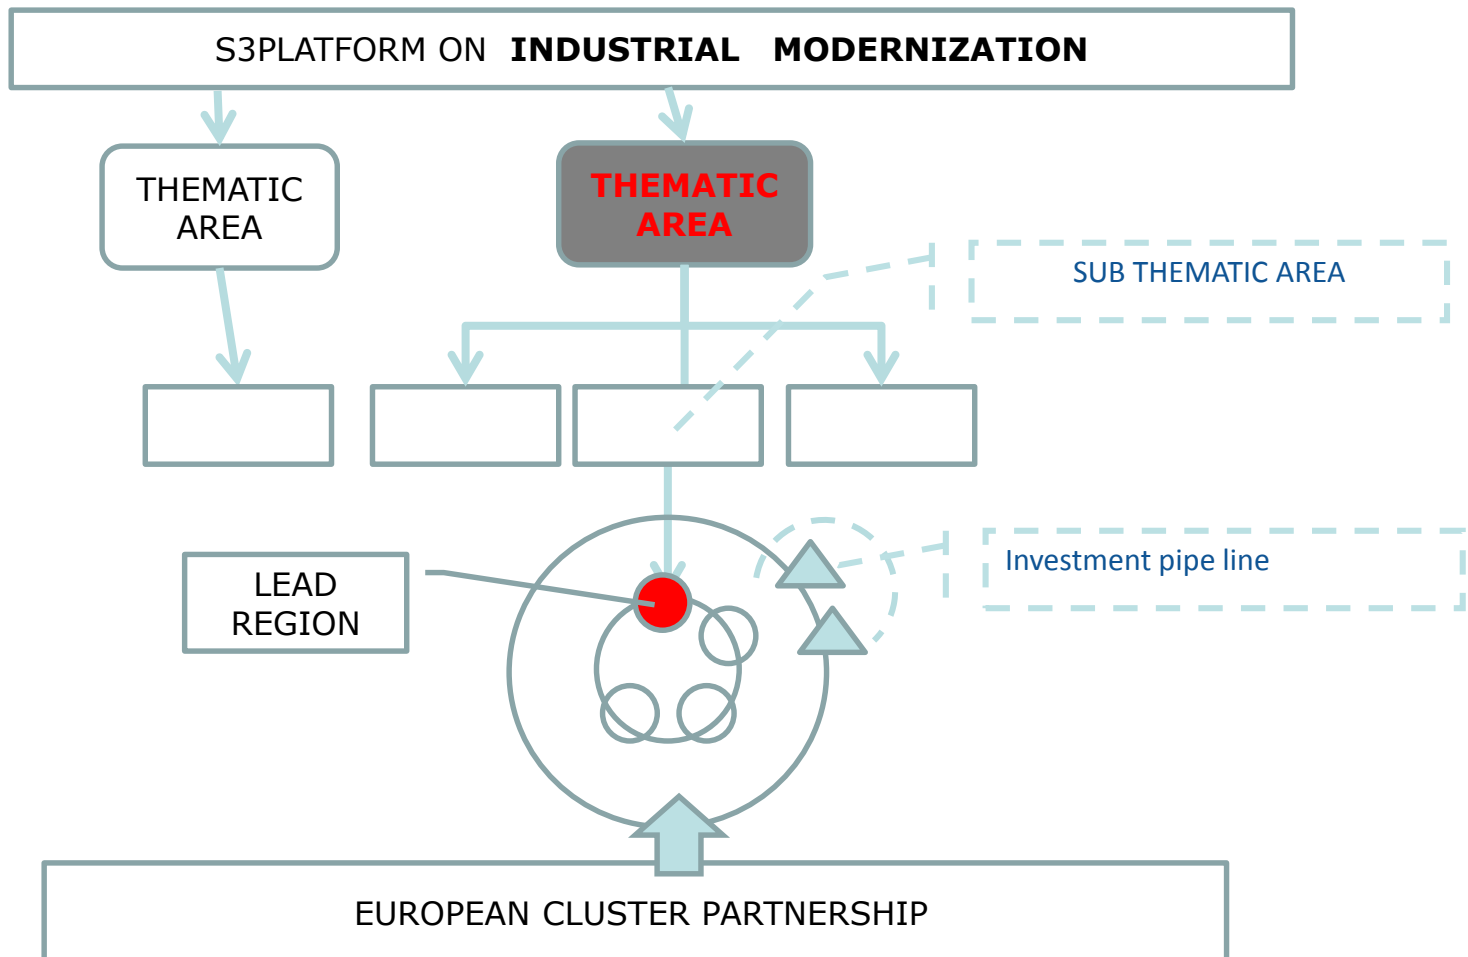 S3PLATFORM ON INDUSTRIAL MODERNIZATION
THEMATIC
AREA
THEMATIC
AREA
SUB THEMATIC AREA
Investment pipe line
LEAD
REGION
EUROPEAN CLUSTER PARTNERSHIP